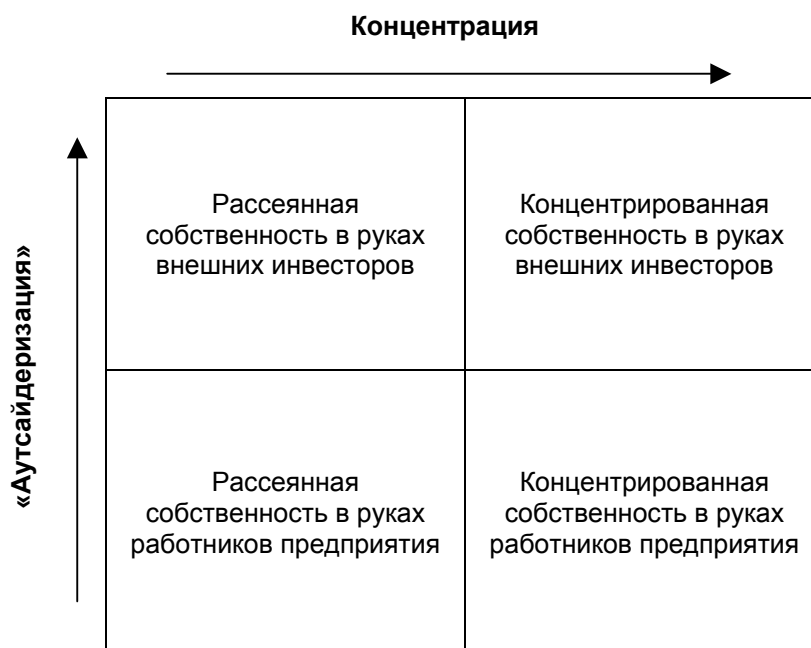 Концентрация
«Аутсайдеризация»
Рассеянная
собственность в руках
внешних инвесторов
Концентрированная
собственность в руках
внешних инвесторов
Рассеянная
собственность в руках
работников предприятия
Концентрированная
собственность в руках
работников предприятия